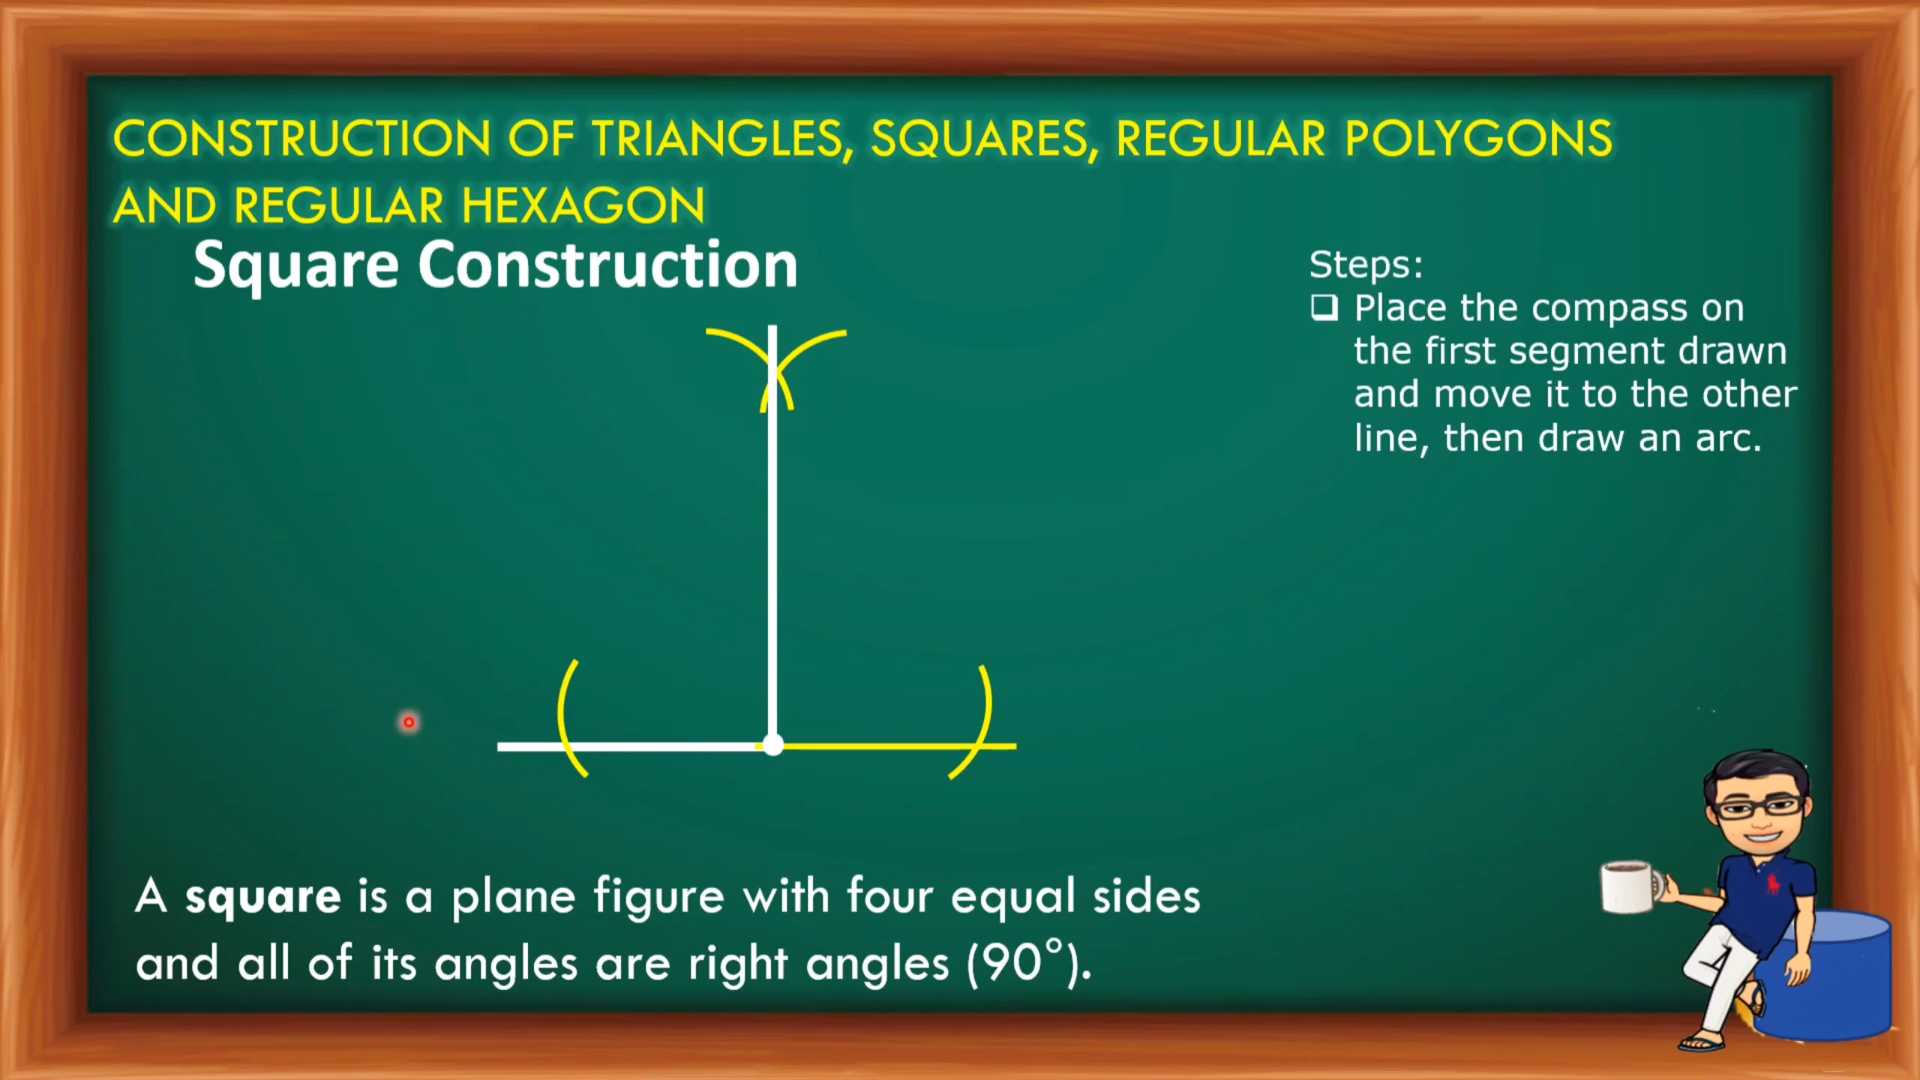 CONSTRUCTION OF TRIANGLES, SQUARES, REGULAR POLYGONS
AND REGULAR HEXAGON
Square Construction
Steps:
❑ Place the compass on
the first segment drawn
and move it to the other
line, then draw an arc.
A square is a plane figure with four equal sides
and all of its angles are right angles (90°).